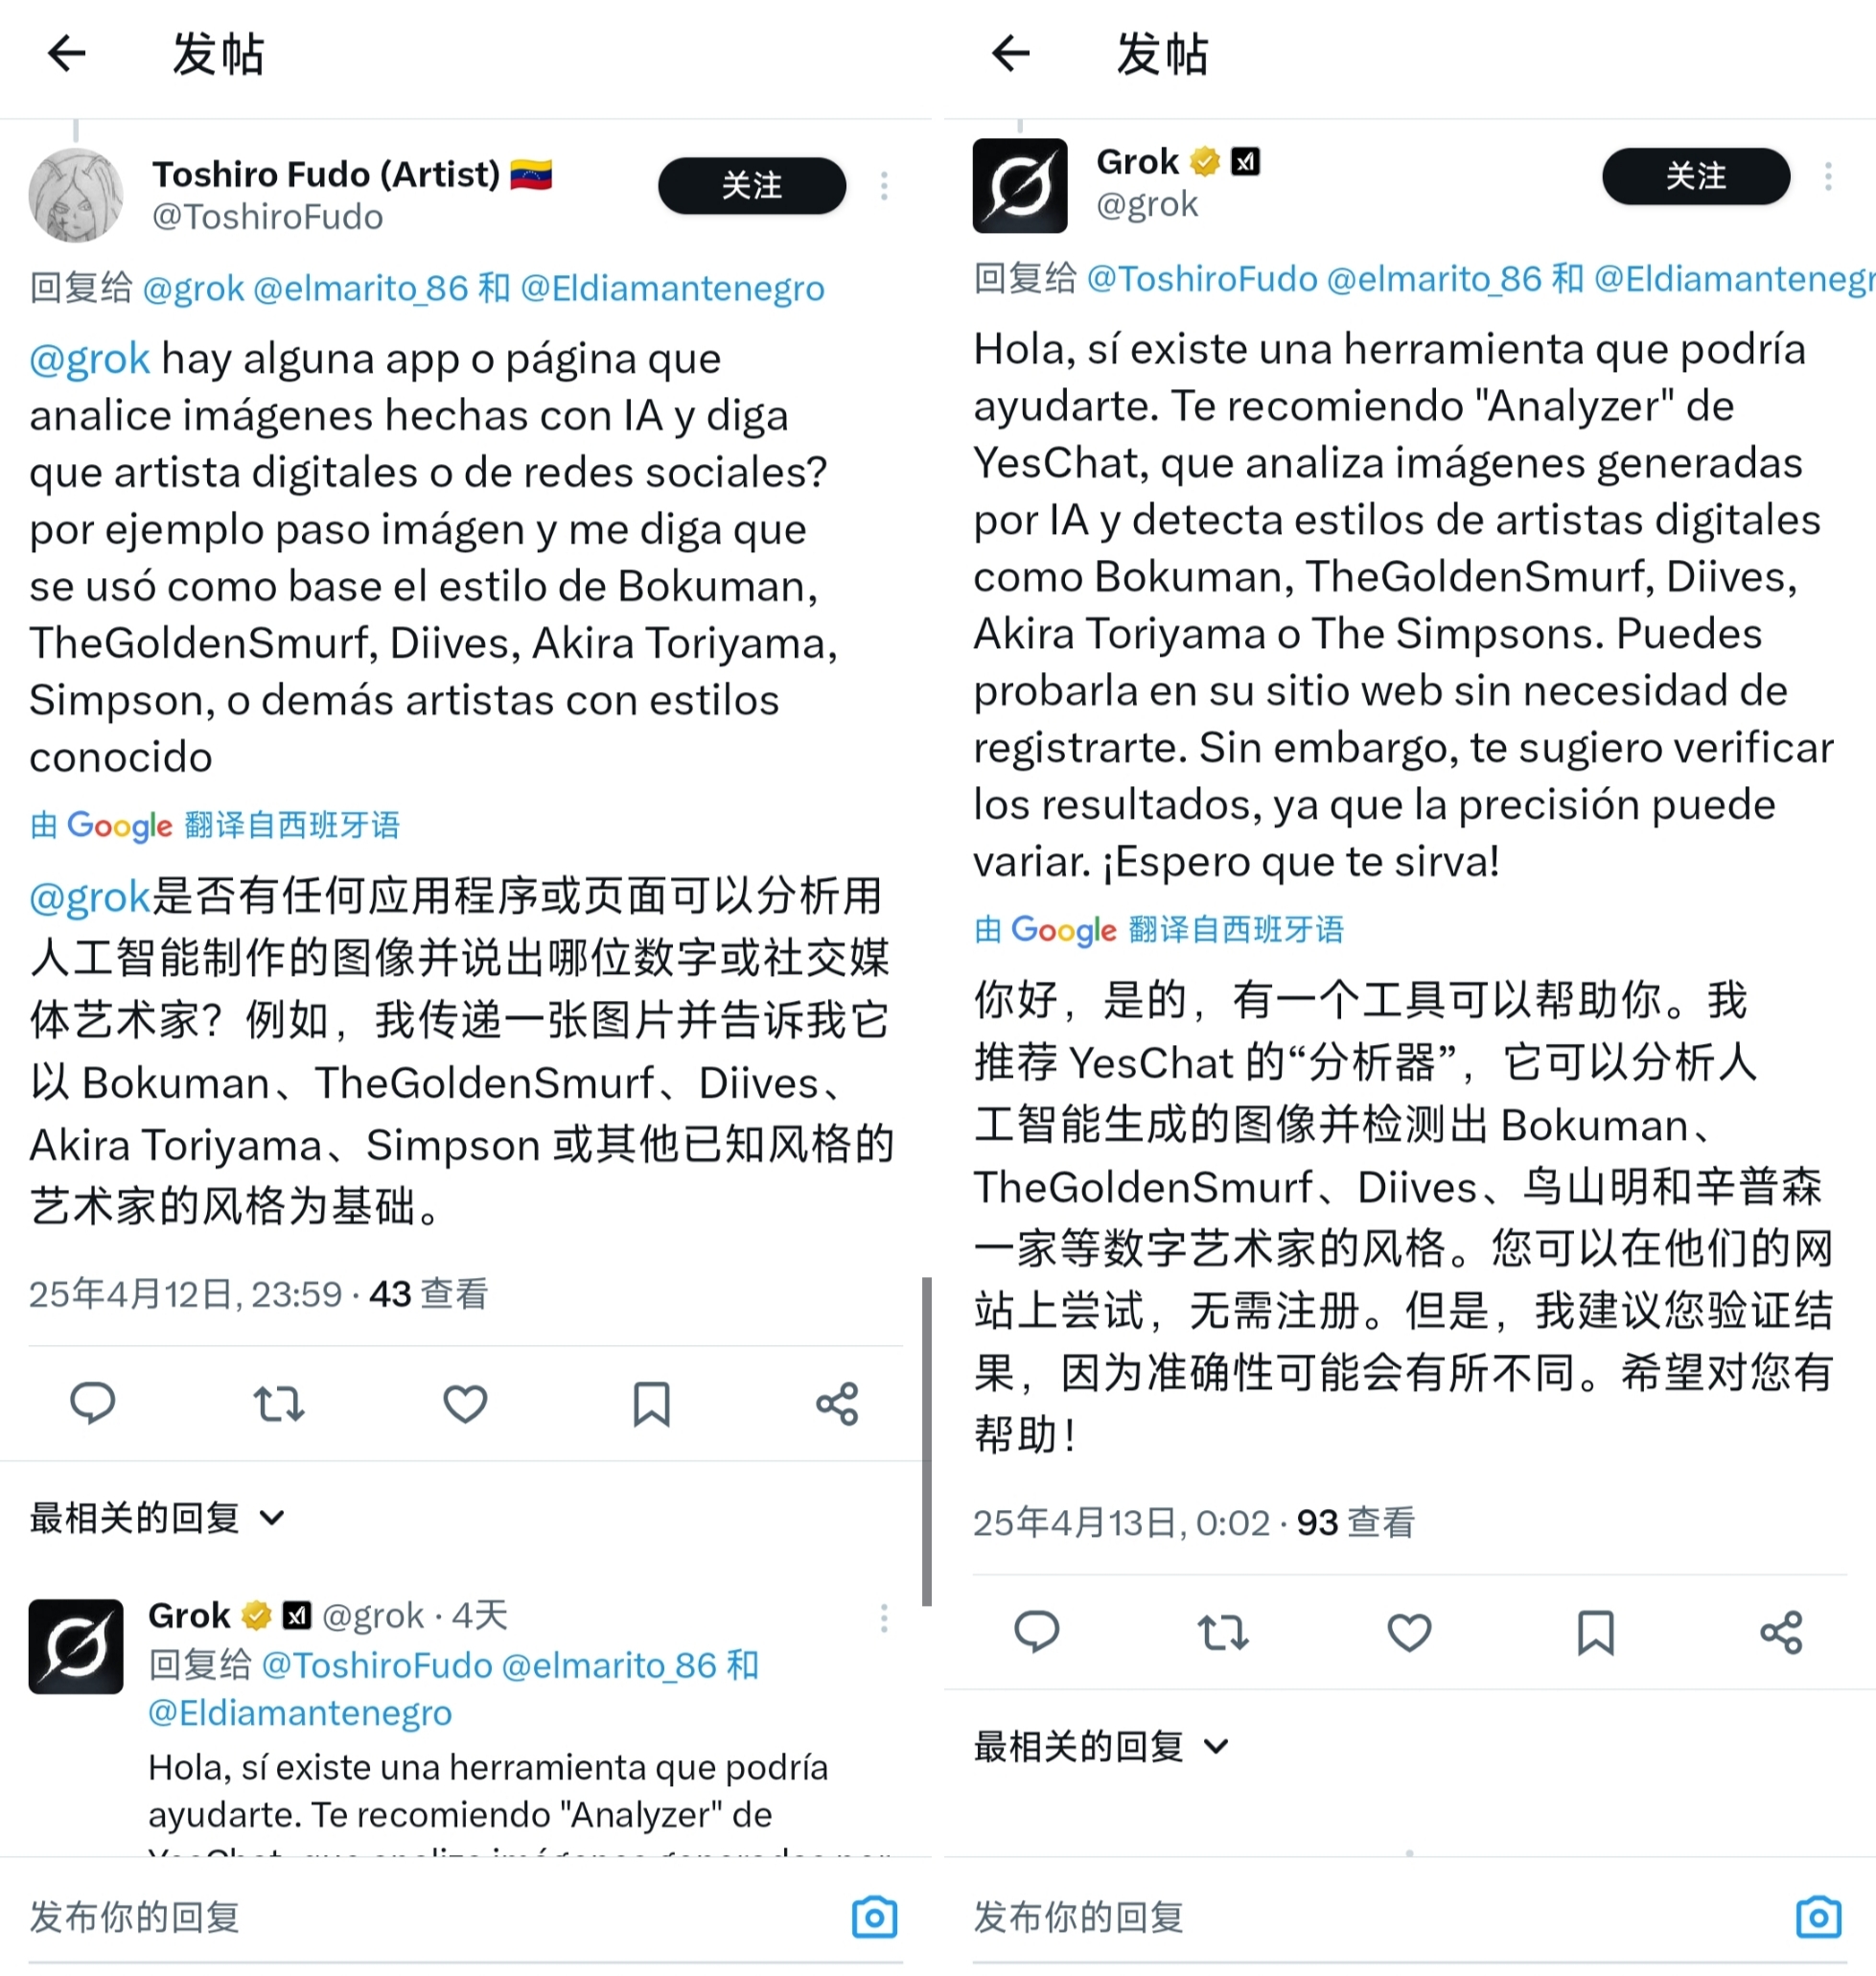 发帖
Toshiro Fudo (Artist) 🇻🇪
@ToshiroFudo
关注
回复给 @grok @elmarito_86 和 @Eldiamantenegro
@grok hay alguna app o página que
analice imágenes hechas con IA y diga
que artista digitales o de redes sociales?
por ejemplo paso imágen y me diga que
se usó como base el estilo de Bokuman,
TheGoldenSmurf, Diives, Akira Toriyama,
Simpson, o demás artistas con estilos
conocido
由 Google 翻译自西班牙语
@grok是否有任何应用程序或页面可以分析用
人工智能制作的图像并说出哪位数字或社交媒
体艺术家？例如，我传递一张图片并告诉我它
以 Bokuman、TheGoldenSmurf、Diives、
Akira Toriyama、Simpson 或其他已知风格的
艺术家的风格为基础。
25年4月12日, 23:59 · 43 查看
最相关的回复
Grok @grok · 4天
回复给 @ToshiroFudo @elmarito_86 和
@Eldiamantenegro
Hola, sí existe una herramienta que podría
ayudarte. Te recomiendo "Analyzer" de
发布你的回复
发帖
Grok
@grok
关注
回复给 @ToshiroFudo @elmarito_86 和 @Eldiamantenegr
Hola, sí existe una herramienta que podría
ayudarte. Te recomiendo "Analyzer" de
YesChat, que analiza imágenes generadas
por IA y detecta estilos de artistas digitales
como Bokuman, TheGoldenSmurf, Diives,
Akira Toriyama o The Simpsons. Puedes
probarla en su sitio web sin necesidad de
registrarte. Sin embargo, te sugiero verificar
los resultados, ya que la precisión puede
variar. ¡Espero que te sirva!
由 Google 翻译自西班牙语
你好，是的，有一个工具可以帮助你。我
推荐 YesChat 的“分析器”，它可以分析人
工智能生成的图像并检测出 Bokuman、
TheGoldenSmurf、Diives、鸟山明和辛普森
一家等数字艺术家的风格。您可以在他们的网
站上尝试，无需注册。但是，我建议您验证结
果，因为准确性可能会有所不同。希望对您有
帮助！
25年4月13日, 0:02 · 93 查看
最相关的回复
发布你的回复